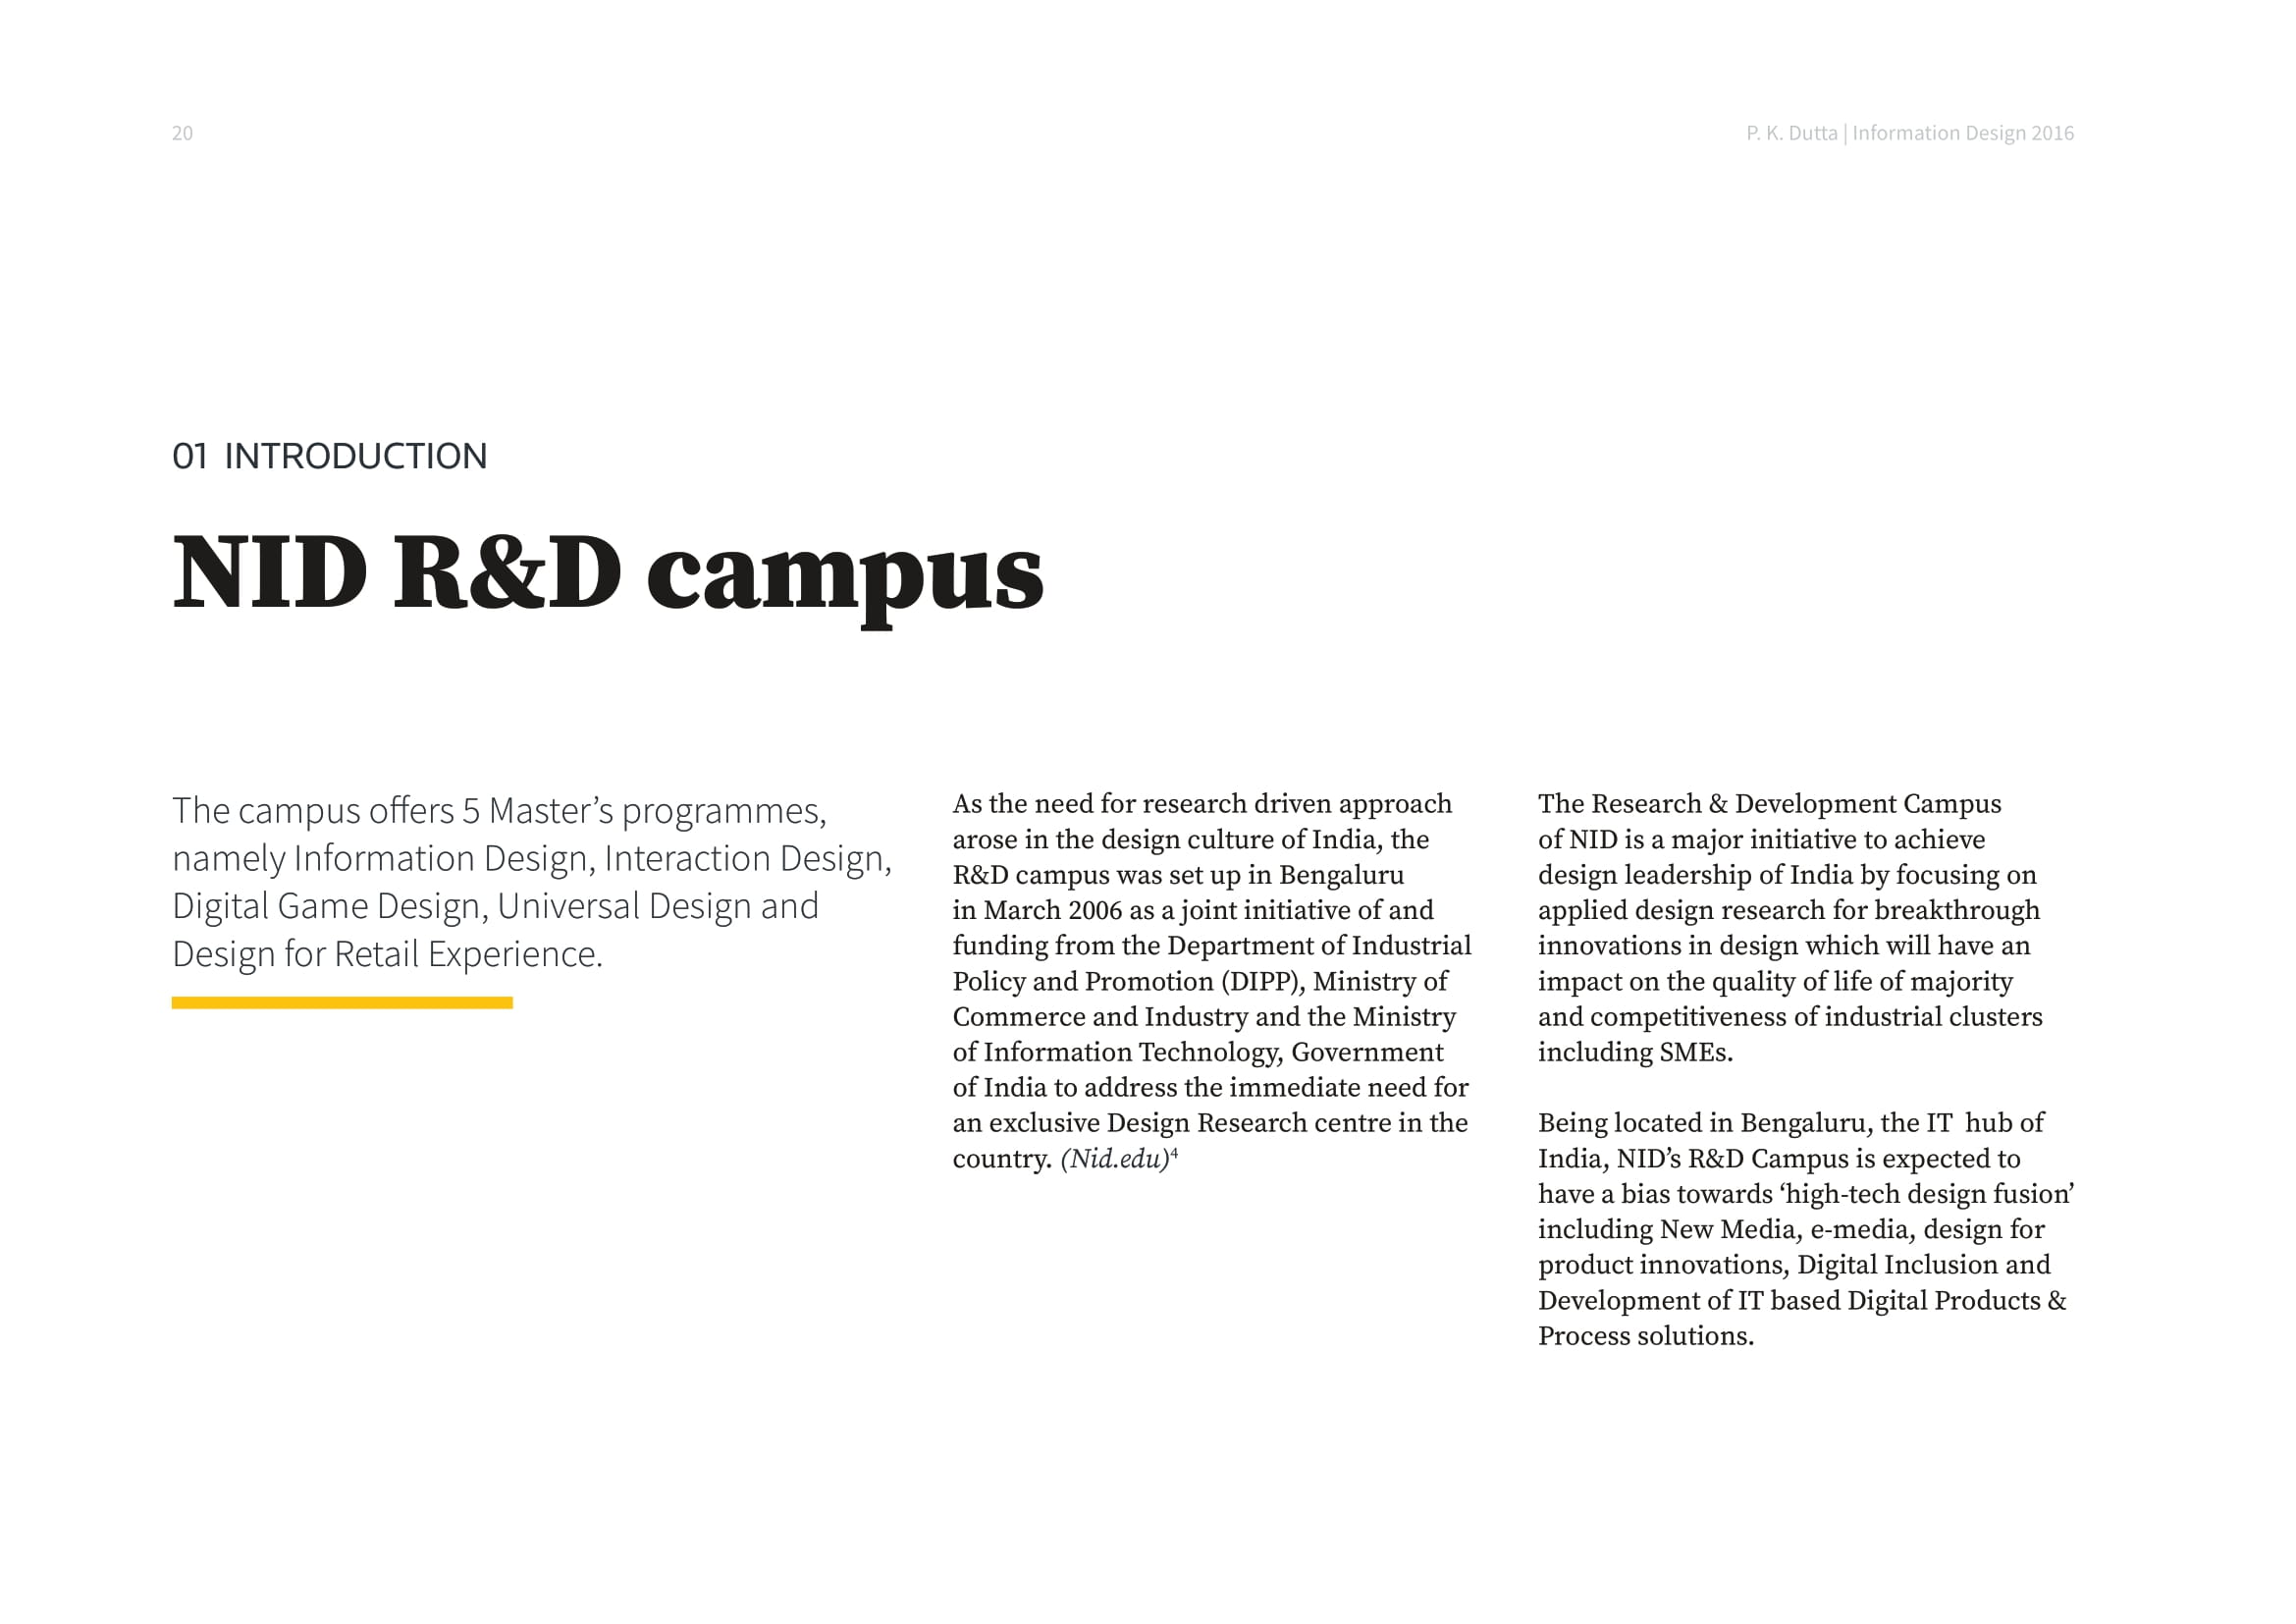 20
P. K. Dutta | Information Design 2016
01 INTRODUCTION
NID R&D campus
The campus offers 5 Master’s programmes,
namely Information Design, Interaction Design,
Digital Game Design, Universal Design and
Design for Retail Experience.
As the need for research driven approach
arose in the design culture of India, the
R&D campus was set up in Bengaluru
in March 2006 as a joint initiative of and
funding from the Department of Industrial
Policy and Promotion (DIPP), Ministry of
Commerce and Industry and the Ministry
of Information Technology, Government
of India to address the immediate need for
an exclusive Design Research centre in the
country. (Nid.edu)⁴
The Research & Development Campus
of NID is a major initiative to achieve
design leadership of India by focusing on
applied design research for breakthrough
innovations in design which will have an
impact on the quality of life of majority
and competitiveness of industrial clusters
including SMEs.
Being located in Bengaluru, the IT hub of
India, NID’s R&D Campus is expected to
have a bias towards ‘high-tech design fusion’
including New Media, e-media, design for
product innovations, Digital Inclusion and
Development of IT based Digital Products &
Process solutions.